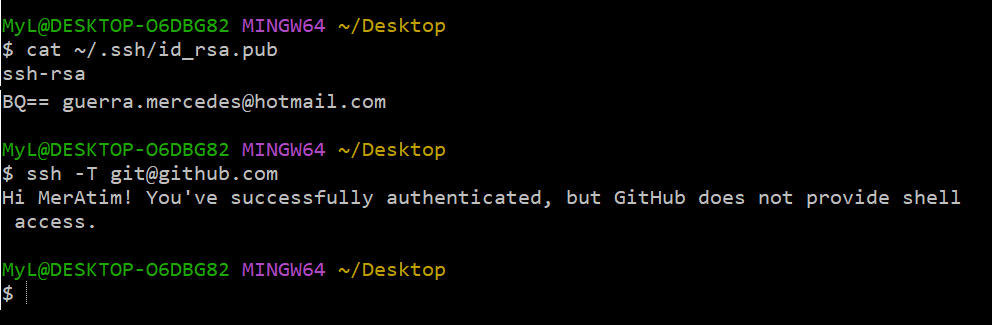 MyL@DESKTOP-O6DBG82 MINGW64 ~/Desktop
$ cat ~/.ssh/id_rsa.pub
ssh-rsa
BQ== guerra.mercedes@hotmail.com
MyL@DESKTOP-O6DBG82 MINGW64 ~/Desktop
$ ssh -T git@github.com
Hi MerAtim! You've successfully authenticated, but GitHub does not provide shell
 access.
MyL@DESKTOP-O6DBG82 MINGW64 ~/Desktop
$